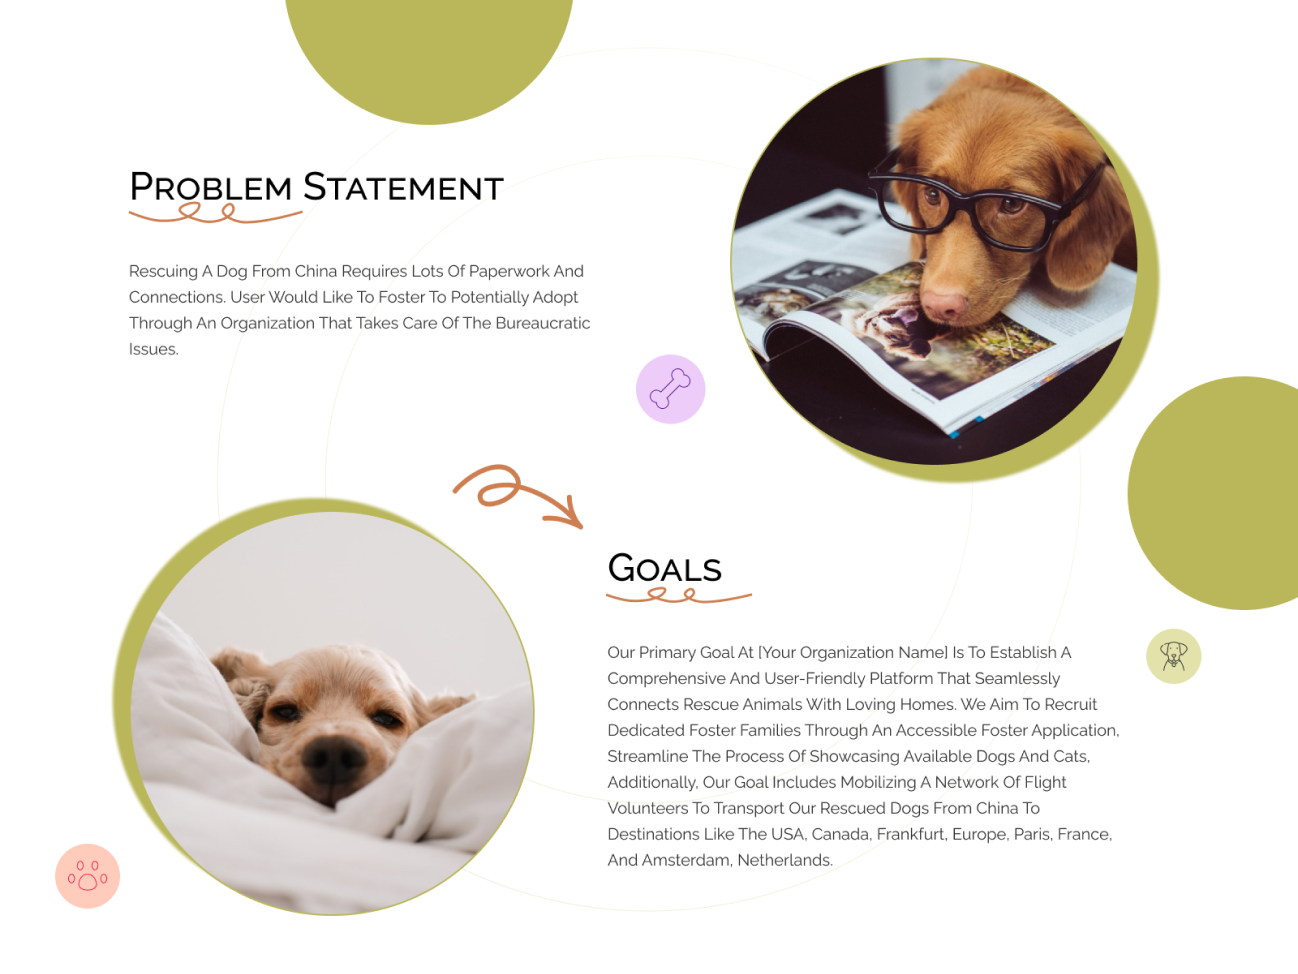 Problem Statement
Rescuing A Dog From China Requires Lots Of Paperwork And
Connections. User Would Like To Foster To Potentially Adopt
Through An Organization That Takes Care Of The Bureaucratic
Issues.
Goals
Our Primary Goal At [Your Organization Name] Is To Establish A
Comprehensive And User-Friendly Platform That Seamlessly
Connects Rescue Animals With Loving Homes. We Aim To Recruit
Dedicated Foster Families Through An Accessible Foster Application,
Streamline The Process Of Showcasing Available Dogs And Cats,
Additionally, Our Goal Includes Mobilizing A Network Of Flight
Volunteers To Transport Our Rescued Dogs From China To
Destinations Like The USA, Canada, Frankfurt, Europe, Paris, France,
And Amsterdam, Netherlands.